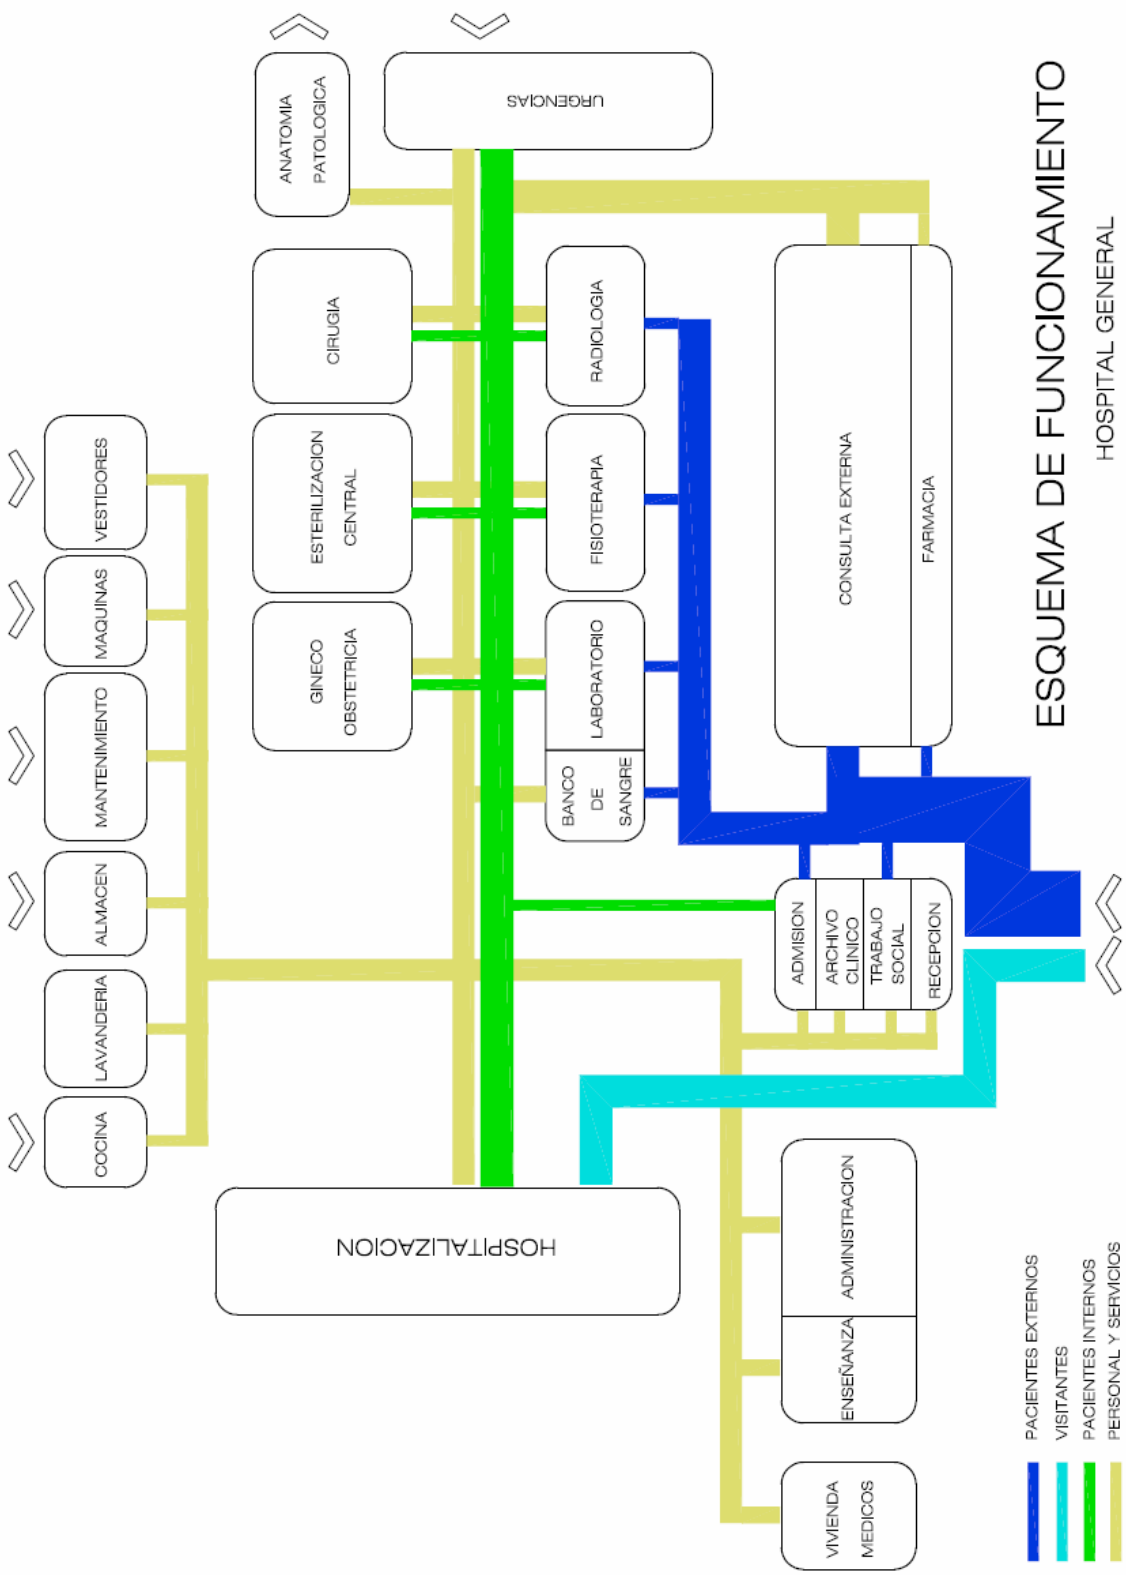 COCINA
LAVANDERIA
ALMACEN
MANTENIMIENTO
MAQUINAS
VESTIDORES
GINECO
OBSTETRICIA
ESTERILIZACION
CENTRAL
CIRUGIA
ANATOMIA
PATOLOGICA
HOSPITALIZACION
URGENCIAS
BANCO
DE
SANGRE
LABORATORIO
FISIOTERAPIA
RADIOLOGIA
VIVIENDA
MEDICOS
ENSEÑANZA
ADMINISTRACION
ADMISION
ARCHIVO
CLINICO
TRABAJO
SOCIAL
RECEPCION
CONSULTA EXTERNA
FARMACIA
PACIENTES EXTERNOS
VISITANTES
PACIENTES INTERNOS
PERSONAL Y SERVICIOS
ESQUEMA DE FUNCIONAMIENTO
HOSPITAL GENERAL